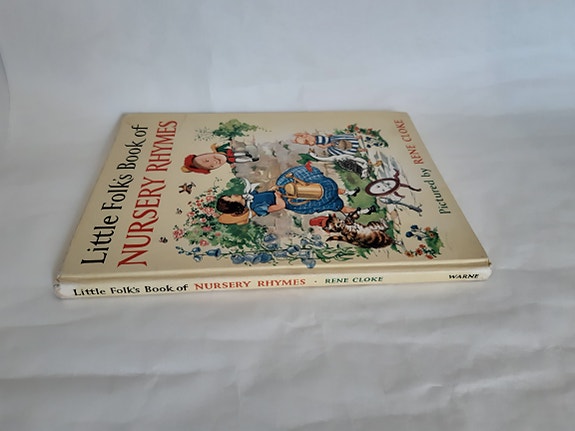 Little Folk's Book of
NURSERY RHYMES
Pictured by RENE CLOKE
Little Folk's Book of NURSERY RHYMES · RENE CLOKE WARNE